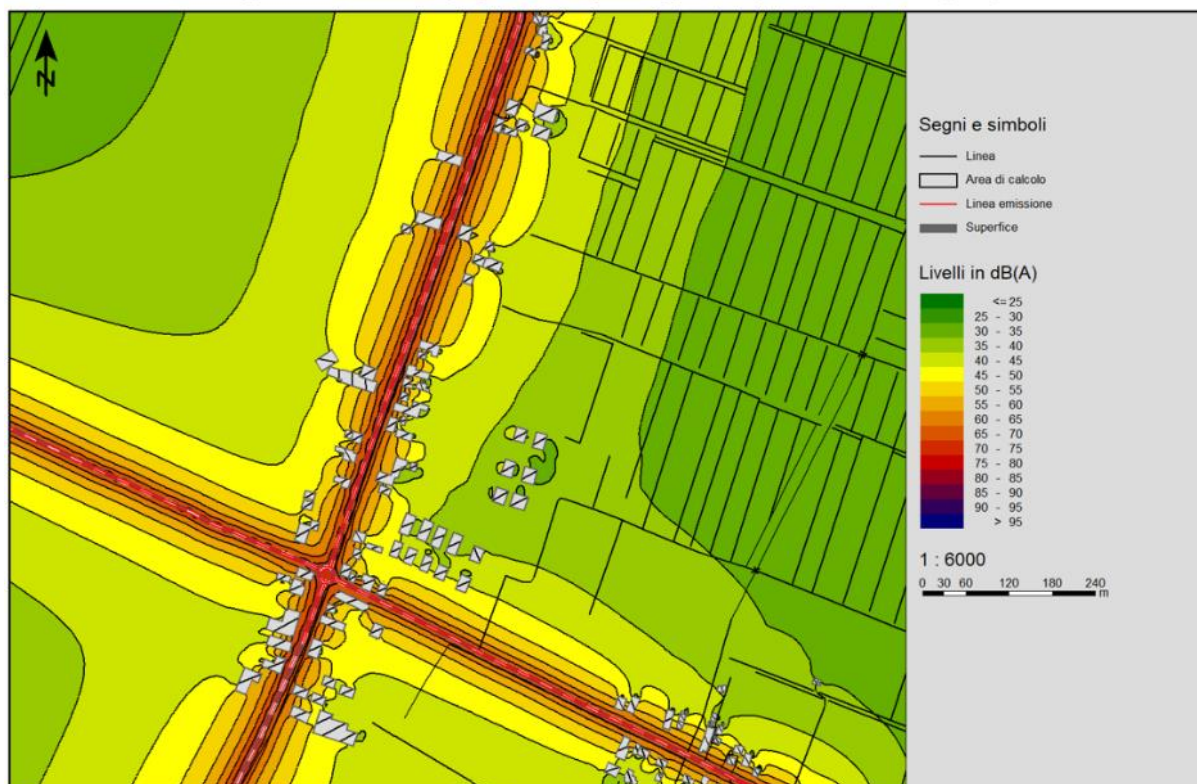 N
Segni e simboli
Linea
Area di calcolo
Linea emissione
Superfice
Livelli in dB(A)
<= 25
25 - 30
30 - 35
35 - 40
40 - 45
45 - 50
50 - 55
55 - 60
60 - 65
65 - 70
70 - 75
75 - 80
80 - 85
85 - 90
90 - 95
> 95
1 : 6000
0 30 60 120 180 240
m